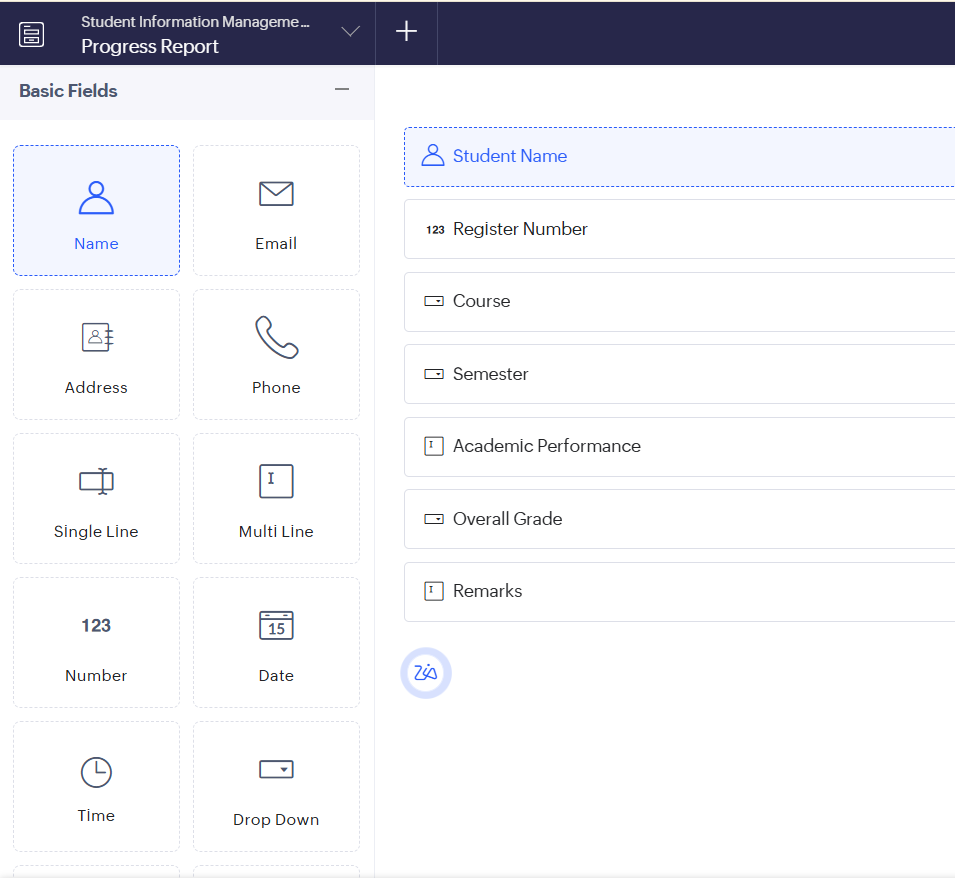 Student Information Manageme...
Progress Report
Basic Fields
Name
Email
Address
Phone
Single Line
Multi Line
123
Number
15
Date
Time
Drop Down
Student Name
123 Register Number
Course
Semester
I Academic Performance
Overall Grade
I Remarks
Zia